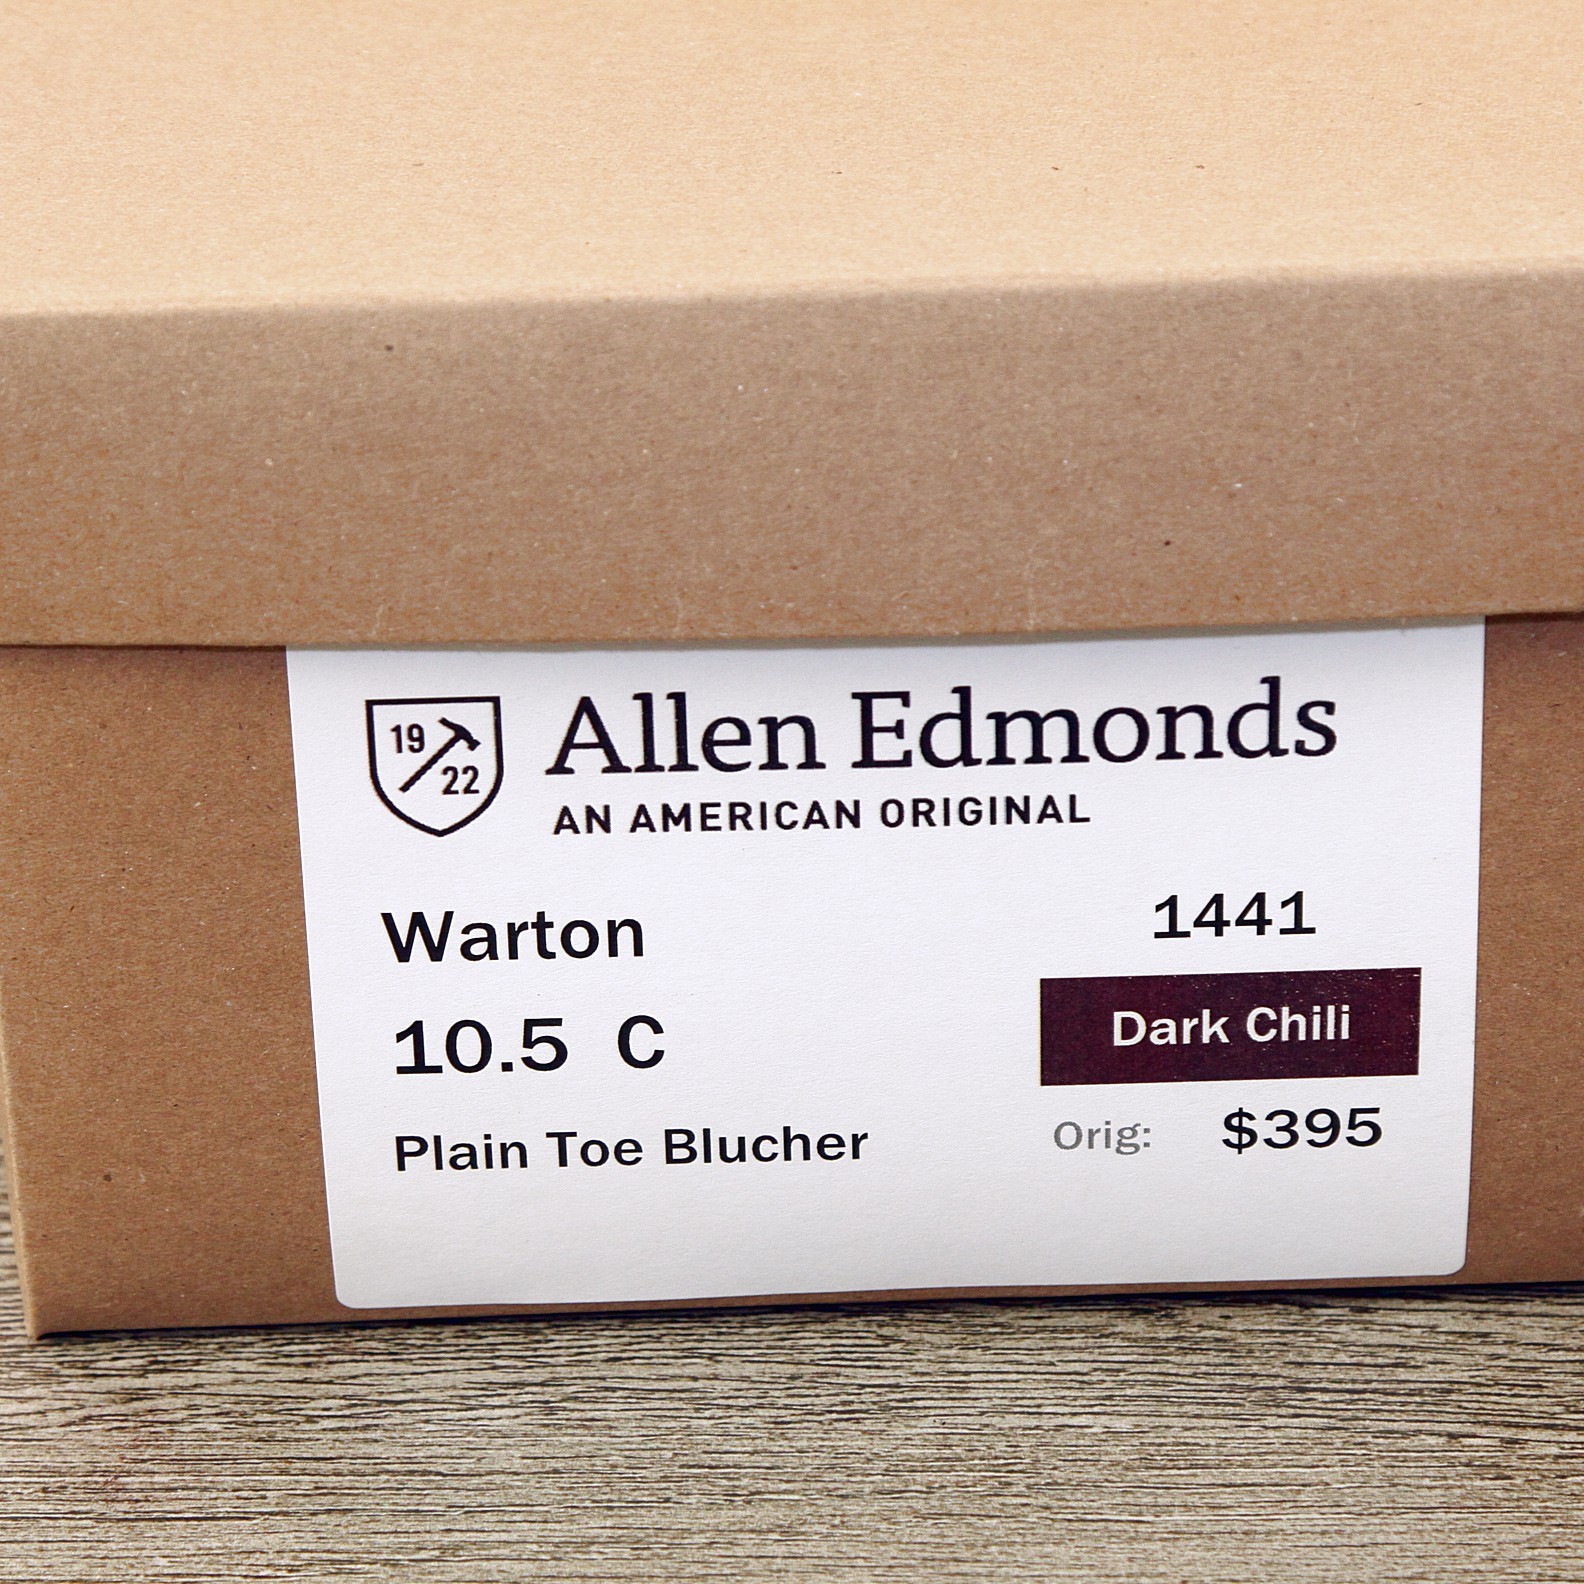 19
22
Allen Edmonds
AN AMERICAN ORIGINAL
Warton
1441
10.5 C
Dark Chili
Plain Toe Blucher
Orig: $395